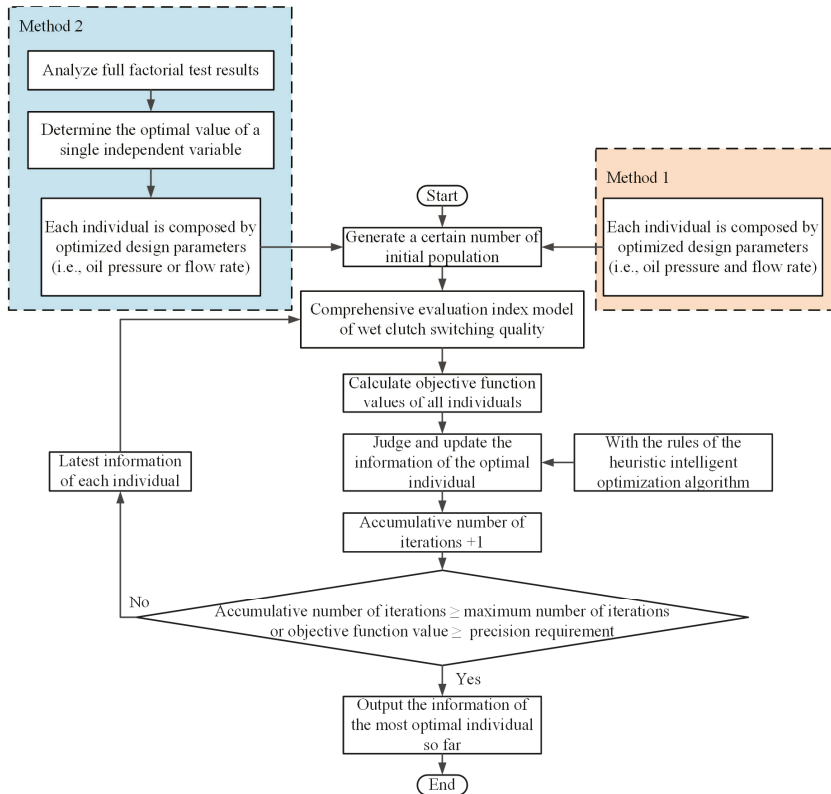 Method 2
Analyze full factorial test results
Determine the optimal value of a
single independent variable
Each individual is composed by
optimized design parameters
(i.e., oil pressure or flow rate)
Method 1
Each individual is composed by
optimized design parameters
(i.e., oil pressure and flow rate)
Start
Generate a certain number of
initial population
Comprehensive evaluation index model
of wet clutch switching quality
Calculate objective function
values of all individuals
Judge and update the
information of the optimal
individual
With the rules of the
heuristic intelligent
optimization algorithm
Latest information
of each individual
Accumulative number of
iterations +1
No
Accumulative number of iterations ≥ maximum number of iterations
or objective function value ≥ precision requirement
Yes
Output the information of
the most optimal individual
so far
End